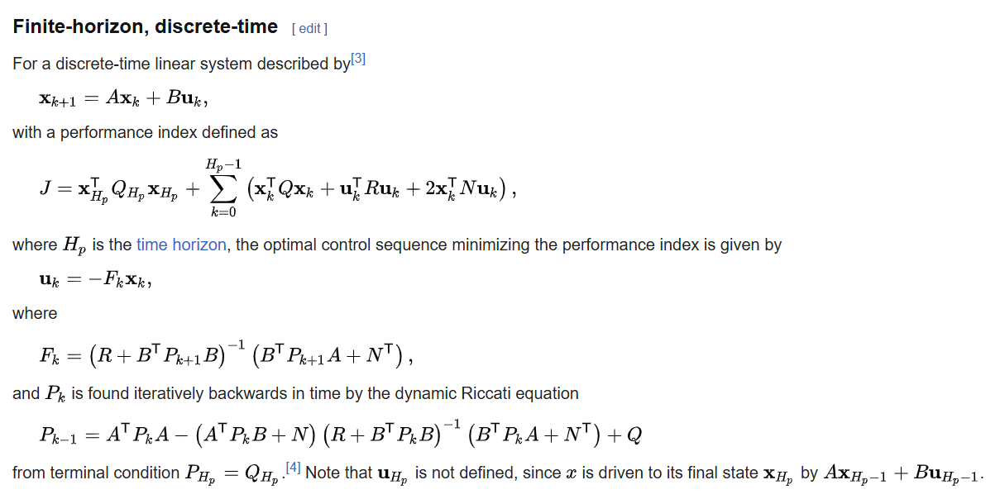 Finite-horizon, discrete-time [ edit ]
For a discrete-time linear system described by[3]
𝐱ₖ₊₁ = A𝐱ₖ + B𝐮ₖ,
with a performance index defined as
$J = \mathbf{x}_{H_p}^{\mathsf{T}} Q_{H_p} \mathbf{x}_{H_p} + \sum_{k=0}^{H_p-1} \left( \mathbf{x}_k^{\mathsf{T}} Q \mathbf{x}_k + \mathbf{u}_k^{\mathsf{T}} R \mathbf{u}_k + 2 \mathbf{x}_k^{\mathsf{T}} N \mathbf{u}_k \right),$
where $H_p$ is the time horizon, the optimal control sequence minimizing the performance index is given by
$\mathbf{u}_k = -F_k \mathbf{x}_k,$
where
$F_k = \left( R + B^{\mathsf{T}} P_{k+1} B \right)^{-1} \left( B^{\mathsf{T}} P_{k+1} A + N^{\mathsf{T}} \right),$
and $P_k$ is found iteratively backwards in time by the dynamic Riccati equation
$P_{k-1} = A^{\mathsf{T}} P_k A - \left( A^{\mathsf{T}} P_k B + N \right) \left( R + B^{\mathsf{T}} P_k B \right)^{-1} \left( B^{\mathsf{T}} P_k A + N^{\mathsf{T}} \right) + Q$
from terminal condition $P_{H_p} = Q_{H_p}$.[4] Note that $\mathbf{u}_{H_p}$ is not defined, since $x$ is driven to its final state $\mathbf{x}_{H_p}$ by $A\mathbf{x}_{H_p-1} + B\mathbf{u}_{H_p-1}$.